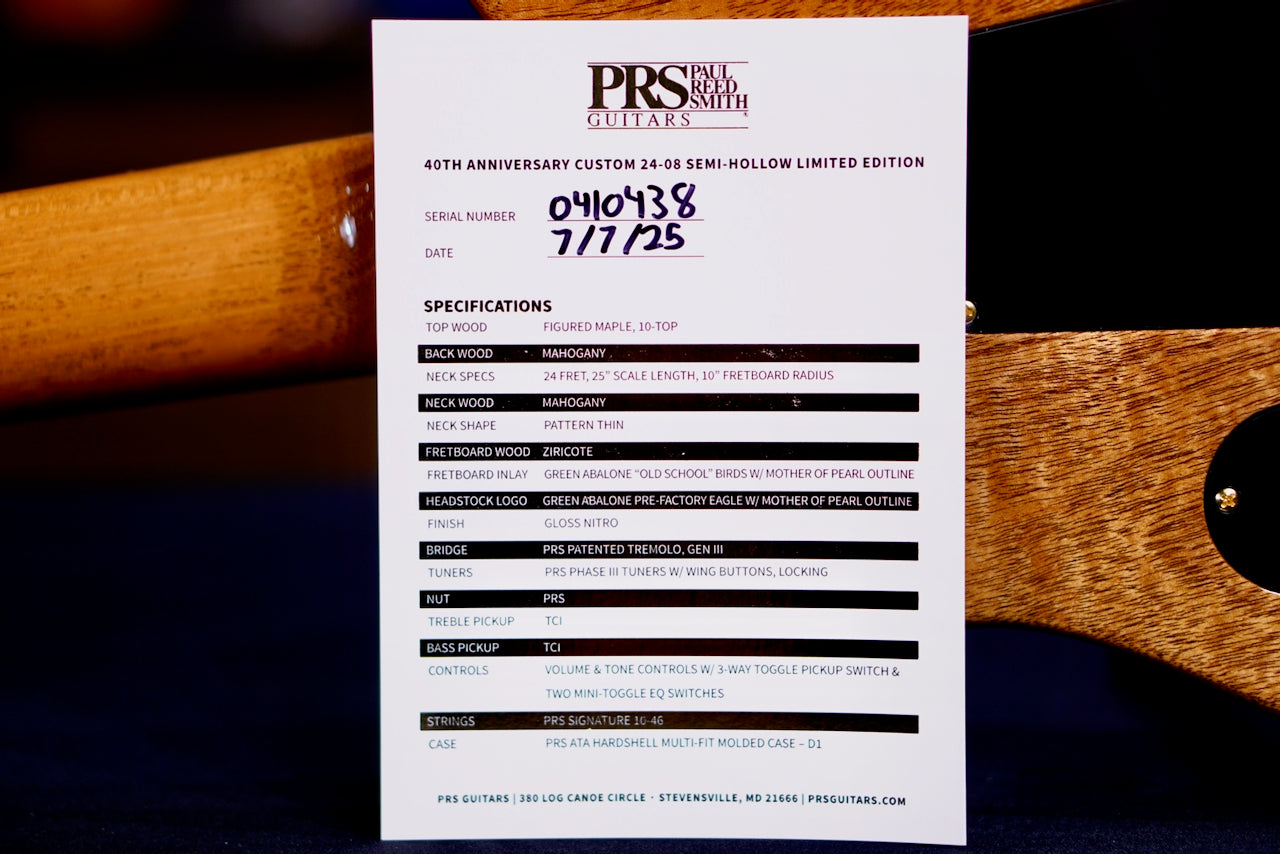 PRS PAUL REED SMITH
GUITARS
40TH ANNIVERSARY CUSTOM 24-08 SEMI-HOLLOW LIMITED EDITION
SERIAL NUMBER 0410438
DATE 7/7/25
SPECIFICATIONS
TOP WOOD FIGURED MAPLE, 10-TOP
BACK WOOD MAHOGANY
NECK SPECS 24 FRET, 25” SCALE LENGTH, 10” FRETBOARD RADIUS
NECK WOOD MAHOGANY
NECK SHAPE PATTERN THIN
FRETBOARD WOOD ZIRICOTE
FRETBOARD INLAY GREEN ABALONE “OLD SCHOOL” BIRDS W/ MOTHER OF PEARL OUTLINE
HEADSTOCK LOGO GREEN ABALONE PRE-FACTORY EAGLE W/ MOTHER OF PEARL OUTLINE
FINISH GLOSS NITRO
BRIDGE PRS PATENTED TREMOLO, GEN III
TUNERS PRS PHASE III TUNERS W/ WING BUTTONS, LOCKING
NUT PRS
TREBLE PICKUP TCI
BASS PICKUP TCI
CONTROLS VOLUME & TONE CONTROLS W/ 3-WAY TOGGLE PICKUP SWITCH &
TWO MINI-TOGGLE EQ SWITCHES
STRINGS PRS SIGNATURE 10-46
CASE PRS ATA HARDSHELL MULTI-FIT MOLDED CASE – D1
PRS GUITARS | 380 LOG CANOE CIRCLE · STEVENSVILLE, MD 21666 | PRSGUITARS.COM